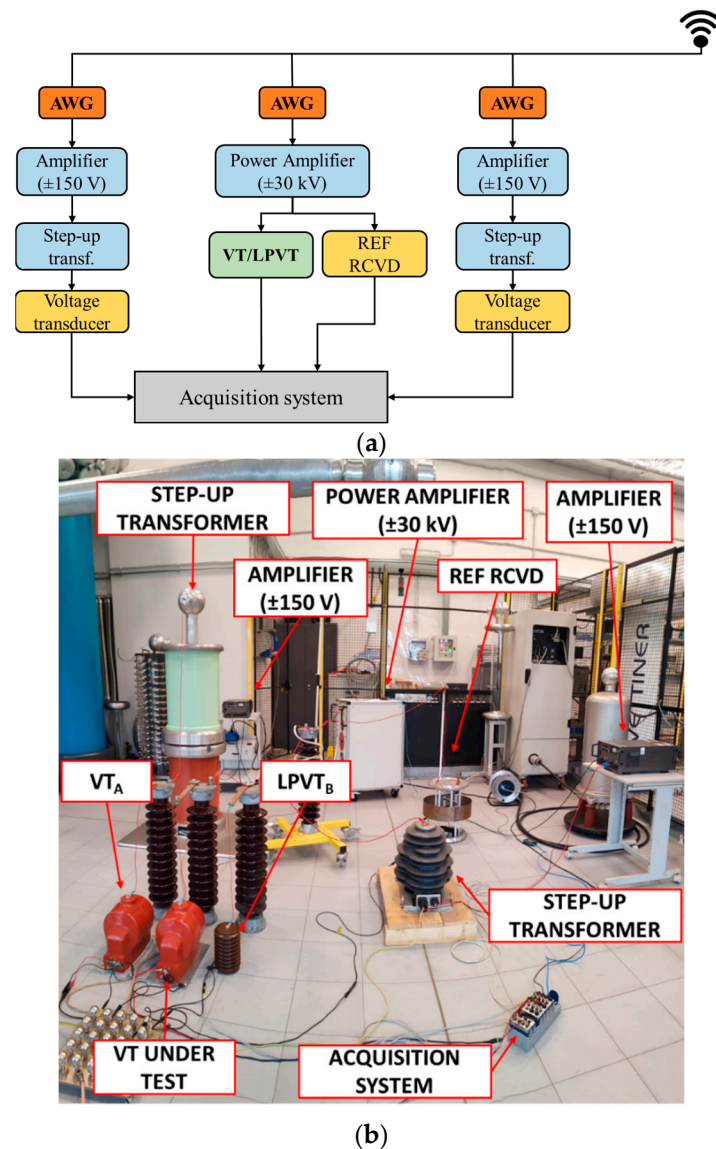 AWG
AWG
AWG
Amplifier
(±150 V)
Power Amplifier
(±30 kV)
Amplifier
(±150 V)
Step-up
transf.
VT/LPVT
REF
RCVD
Step-up
transf.
Voltage
transducer
Voltage
transducer
Acquisition system
(a)
STEP-UP
TRANSFORMER
POWER AMPLIFIER
(±30 kV)
AMPLIFIER
(±150 V)
AMPLIFIER
(±150 V)
REF RCVD
VTA
LPVTB
STEP-UP
TRANSFORMER
VT UNDER
TEST
ACQUISITION
SYSTEM
(b)